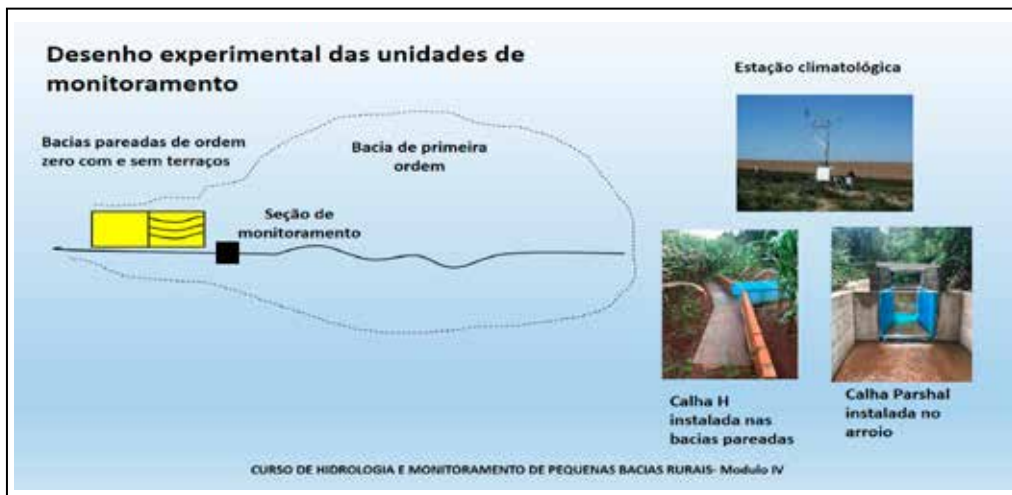 Desenho experimental das unidades de
monitoramento
Bacias pareadas de ordem
zero com e sem terraços
Bacia de primeira
ordem
Seção de
monitoramento
Estação climatológica
Calha H
instalada nas
bacias pareadas
Calha Parshal
instalada no
arroio
CURSO DE HIDROLOGIA E MONITORAMENTO DE PEQUENAS BACIAS RURAIS- Modulo IV